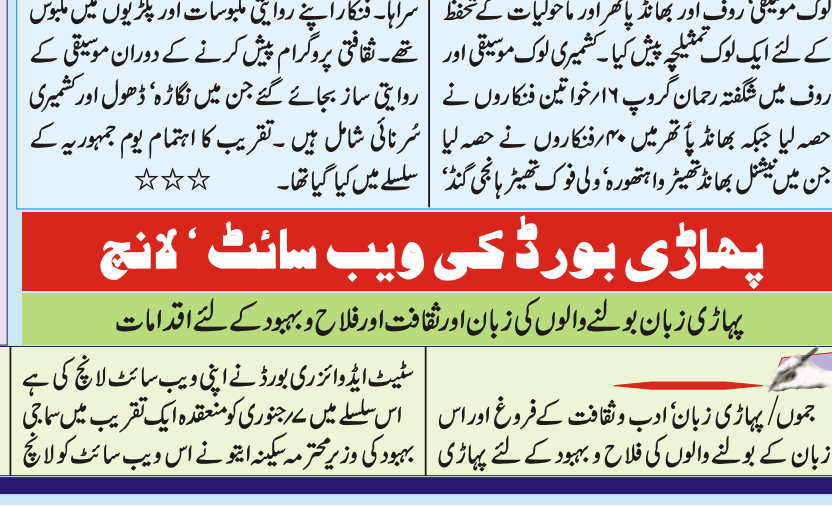 لوک موسیقی‘ روف اور بھانڈ پاتھر اور ماحولیات کے تحفظ
کے لئے ایک لوک تمثیلچہ پیش کیا۔ کشمیری لوک موسیقی اور
روف میں شگفتہ رحمان گروپ ۱۶؍خواتین فنکاروں نے
حصہ لیا جبکہ بھانڈ پأتھر میں ۴۰؍فنکاروں نے حصہ لیا
جن میں نیشنل بھانڈ تھیٹر واہتھورہ‘ ولی فوک تھیٹر ہانجی گنڈ‘
سراہا۔ فنکار اپنے روایتی ملبوسات اور پگڑیوں میں ملبوس
تھے۔ ثقافتی پروگرام پیش کرنے کے دوران موسیقی کے
روایتی ساز بجائے گئے جن میں نگاڑہ‘ ڈھول اور کشمیری
سُرنائی شامل ہیں ۔تقریب کا اہتمام یوم جمہوریہ کے
سلسلے میں کیا گیا تھا۔ ☆☆☆
پھاڑی بورڈ کی ویب سائٹ ‘ لانچ
پہاڑی زبان بولنے والوں کی زبان اور ثقافت اور فلاح و بہبود کے لئے اقدامات
جموں/ پہاڑی زبان‘ ادب و ثقافت کے فروغ اور اس
زبان کے بولنے والوں کی فلاح و بہبود کے لئے پہاڑی
سٹیٹ ایڈوائزری بورڈ نے اپنی ویب سائٹ لانچ کی ہے
اس سلسلے میں ۷؍جنوری کو منعقدہ ایک تقریب میں سماجی
بہبود کی وزیر محترمہ سکینہ ایتو نے اس ویب سائٹ کو لانچ